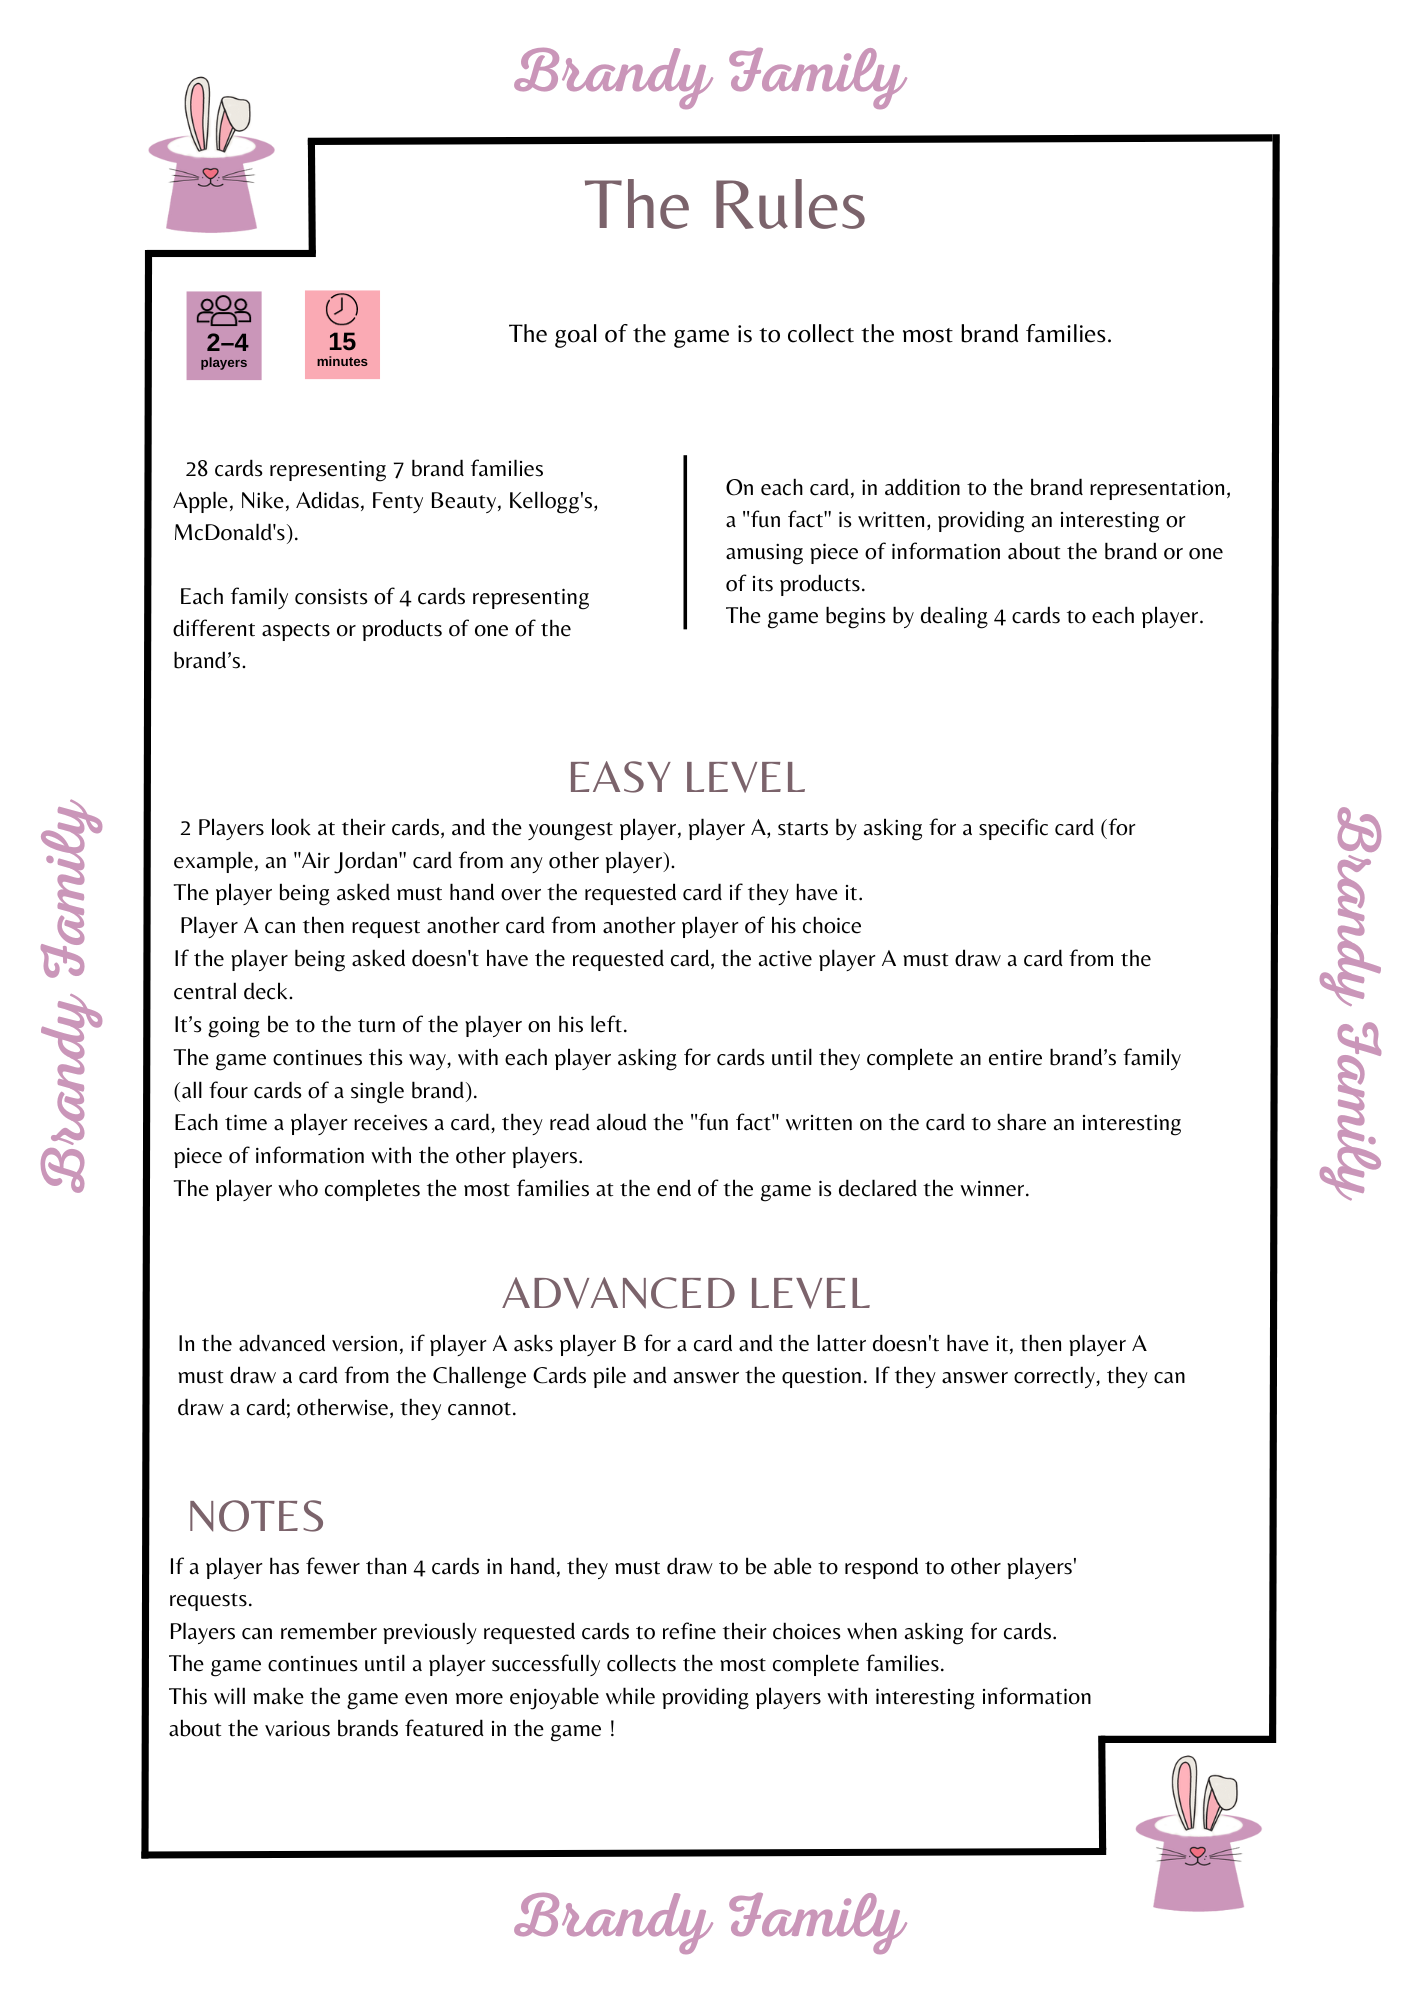 Brandy Family
The Rules
2–4
players
15
minutes
The goal of the game is to collect the most brand families.
28 cards representing 7 brand families
Apple, Nike, Adidas, Fenty Beauty, Kellogg's,
McDonald's).
Each family consists of 4 cards representing
different aspects or products of one of the
brand’s.
On each card, in addition to the brand representation,
a "fun fact" is written, providing an interesting or
amusing piece of information about the brand or one
of its products.
The game begins by dealing 4 cards to each player.
EASY LEVEL
2 Players look at their cards, and the youngest player, player A, starts by asking for a specific card (for
example, an "Air Jordan" card from any other player).
The player being asked must hand over the requested card if they have it.
Player A can then request another card from another player of his choice
If the player being asked doesn't have the requested card, the active player A must draw a card from the
central deck.
It’s going be to the turn of the player on his left.
The game continues this way, with each player asking for cards until they complete an entire brand’s family
(all four cards of a single brand).
Each time a player receives a card, they read aloud the "fun fact" written on the card to share an interesting
piece of information with the other players.
The player who completes the most families at the end of the game is declared the winner.
ADVANCED LEVEL
In the advanced version, if player A asks player B for a card and the latter doesn't have it, then player A
must draw a card from the Challenge Cards pile and answer the question. If they answer correctly, they can
draw a card; otherwise, they cannot.
NOTES
If a player has fewer than 4 cards in hand, they must draw to be able to respond to other players'
requests.
Players can remember previously requested cards to refine their choices when asking for cards.
The game continues until a player successfully collects the most complete families.
This will make the game even more enjoyable while providing players with interesting information
about the various brands featured in the game !
Brandy Family
Brandy Family
Brandy Family